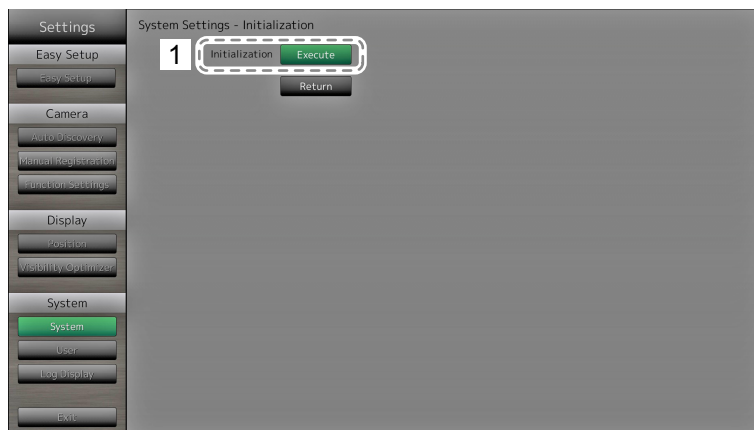 Settings
Easy Setup
Easy Setup
Camera
Auto Discovery
Manual Registration
Function Settings
Display
Position
Visibility Optimizer
System
System
User
Log Display
Exit
System Settings - Initialization
1 Initialization Execute
Return